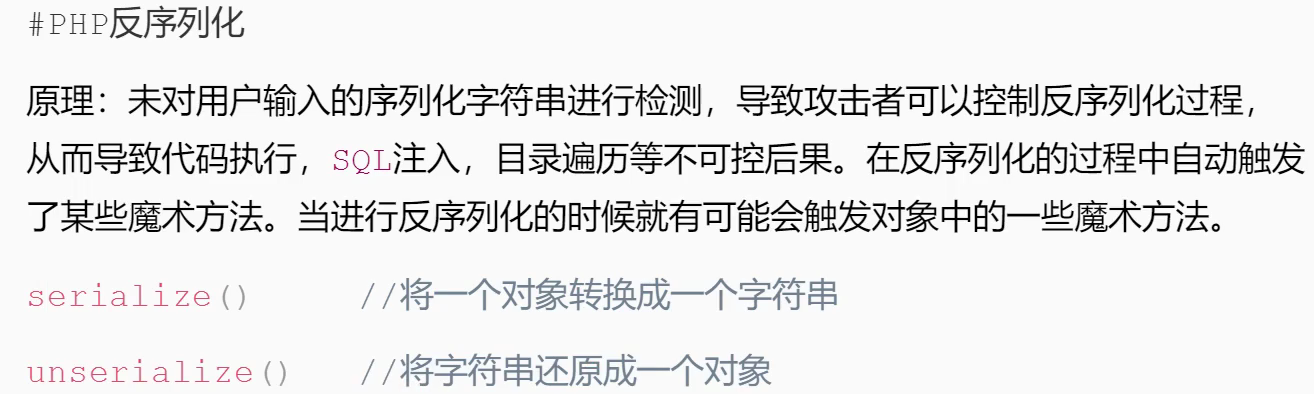 #PHP反序列化
原理：未对用户输入的序列化字符串进行检测，导致攻击者可以控制反序列化过程，
从而导致代码执行，SQL注入，目录遍历等不可控后果。在反序列化的过程中自动触发
了某些魔术方法。当进行反序列化的时候就有可能会触发对象中的一些魔术方法。
serialize() //将一个对象转换成一个字符串
unserialize() //将字符串还原成一个对象